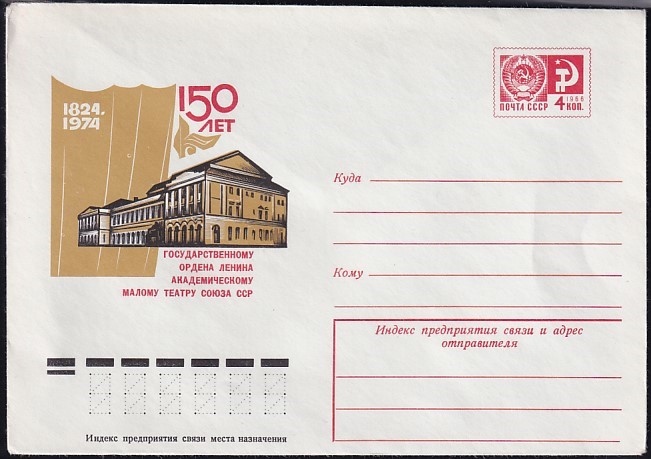 1824.
1974
150
ЛЕТ
ГОСУДАРСТВЕННОМУ
ОРДЕНА ЛЕНИНА
АКАДЕМИЧЕСКОМУ
МАЛОМУ ТЕАТРУ СОЮЗА ССР
1966
ПОЧТА СССР 4 КОП.
Куда
Кому
Индекс предприятия связи и адрес
отправителя
Индекс предприятия связи места назначения